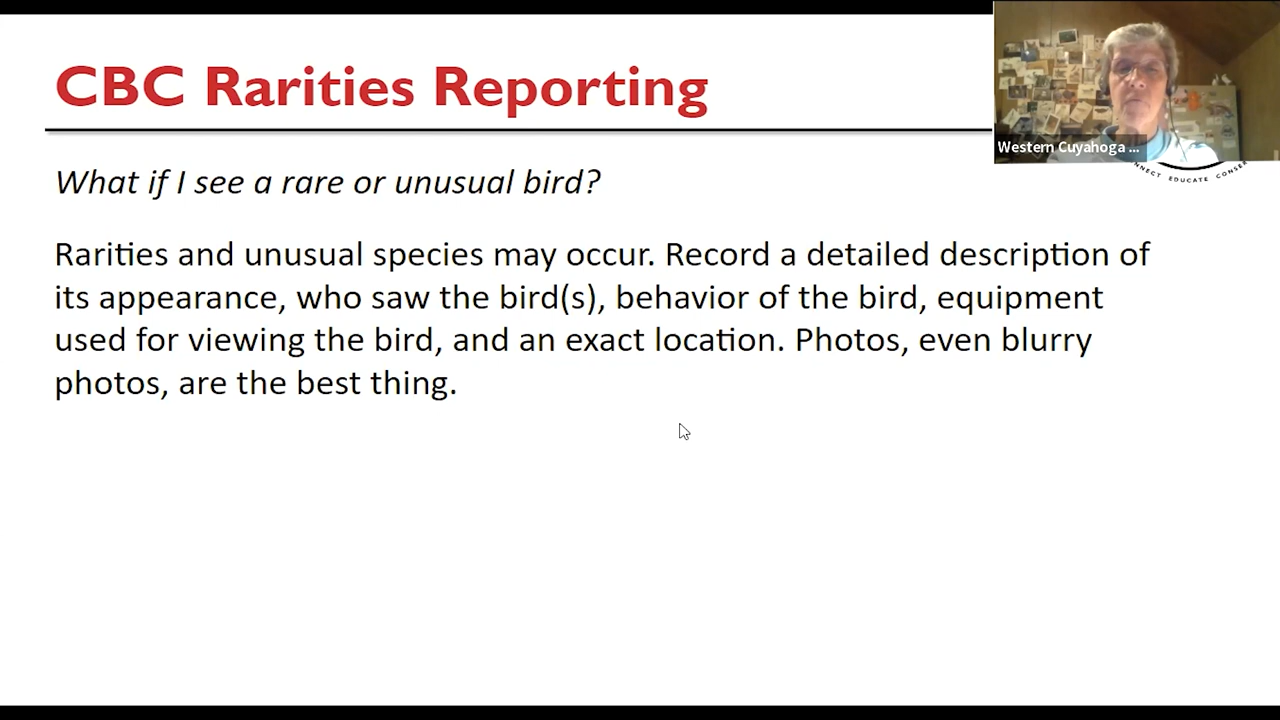 CBC Rarities Reporting
Western Cuyahoga ...
EDUCATE
What if I see a rare or unusual bird?
Rarities and unusual species may occur. Record a detailed description of
its appearance, who saw the bird(s), behavior of the bird, equipment
used for viewing the bird, and an exact location. Photos, even blurry
photos, are the best thing.